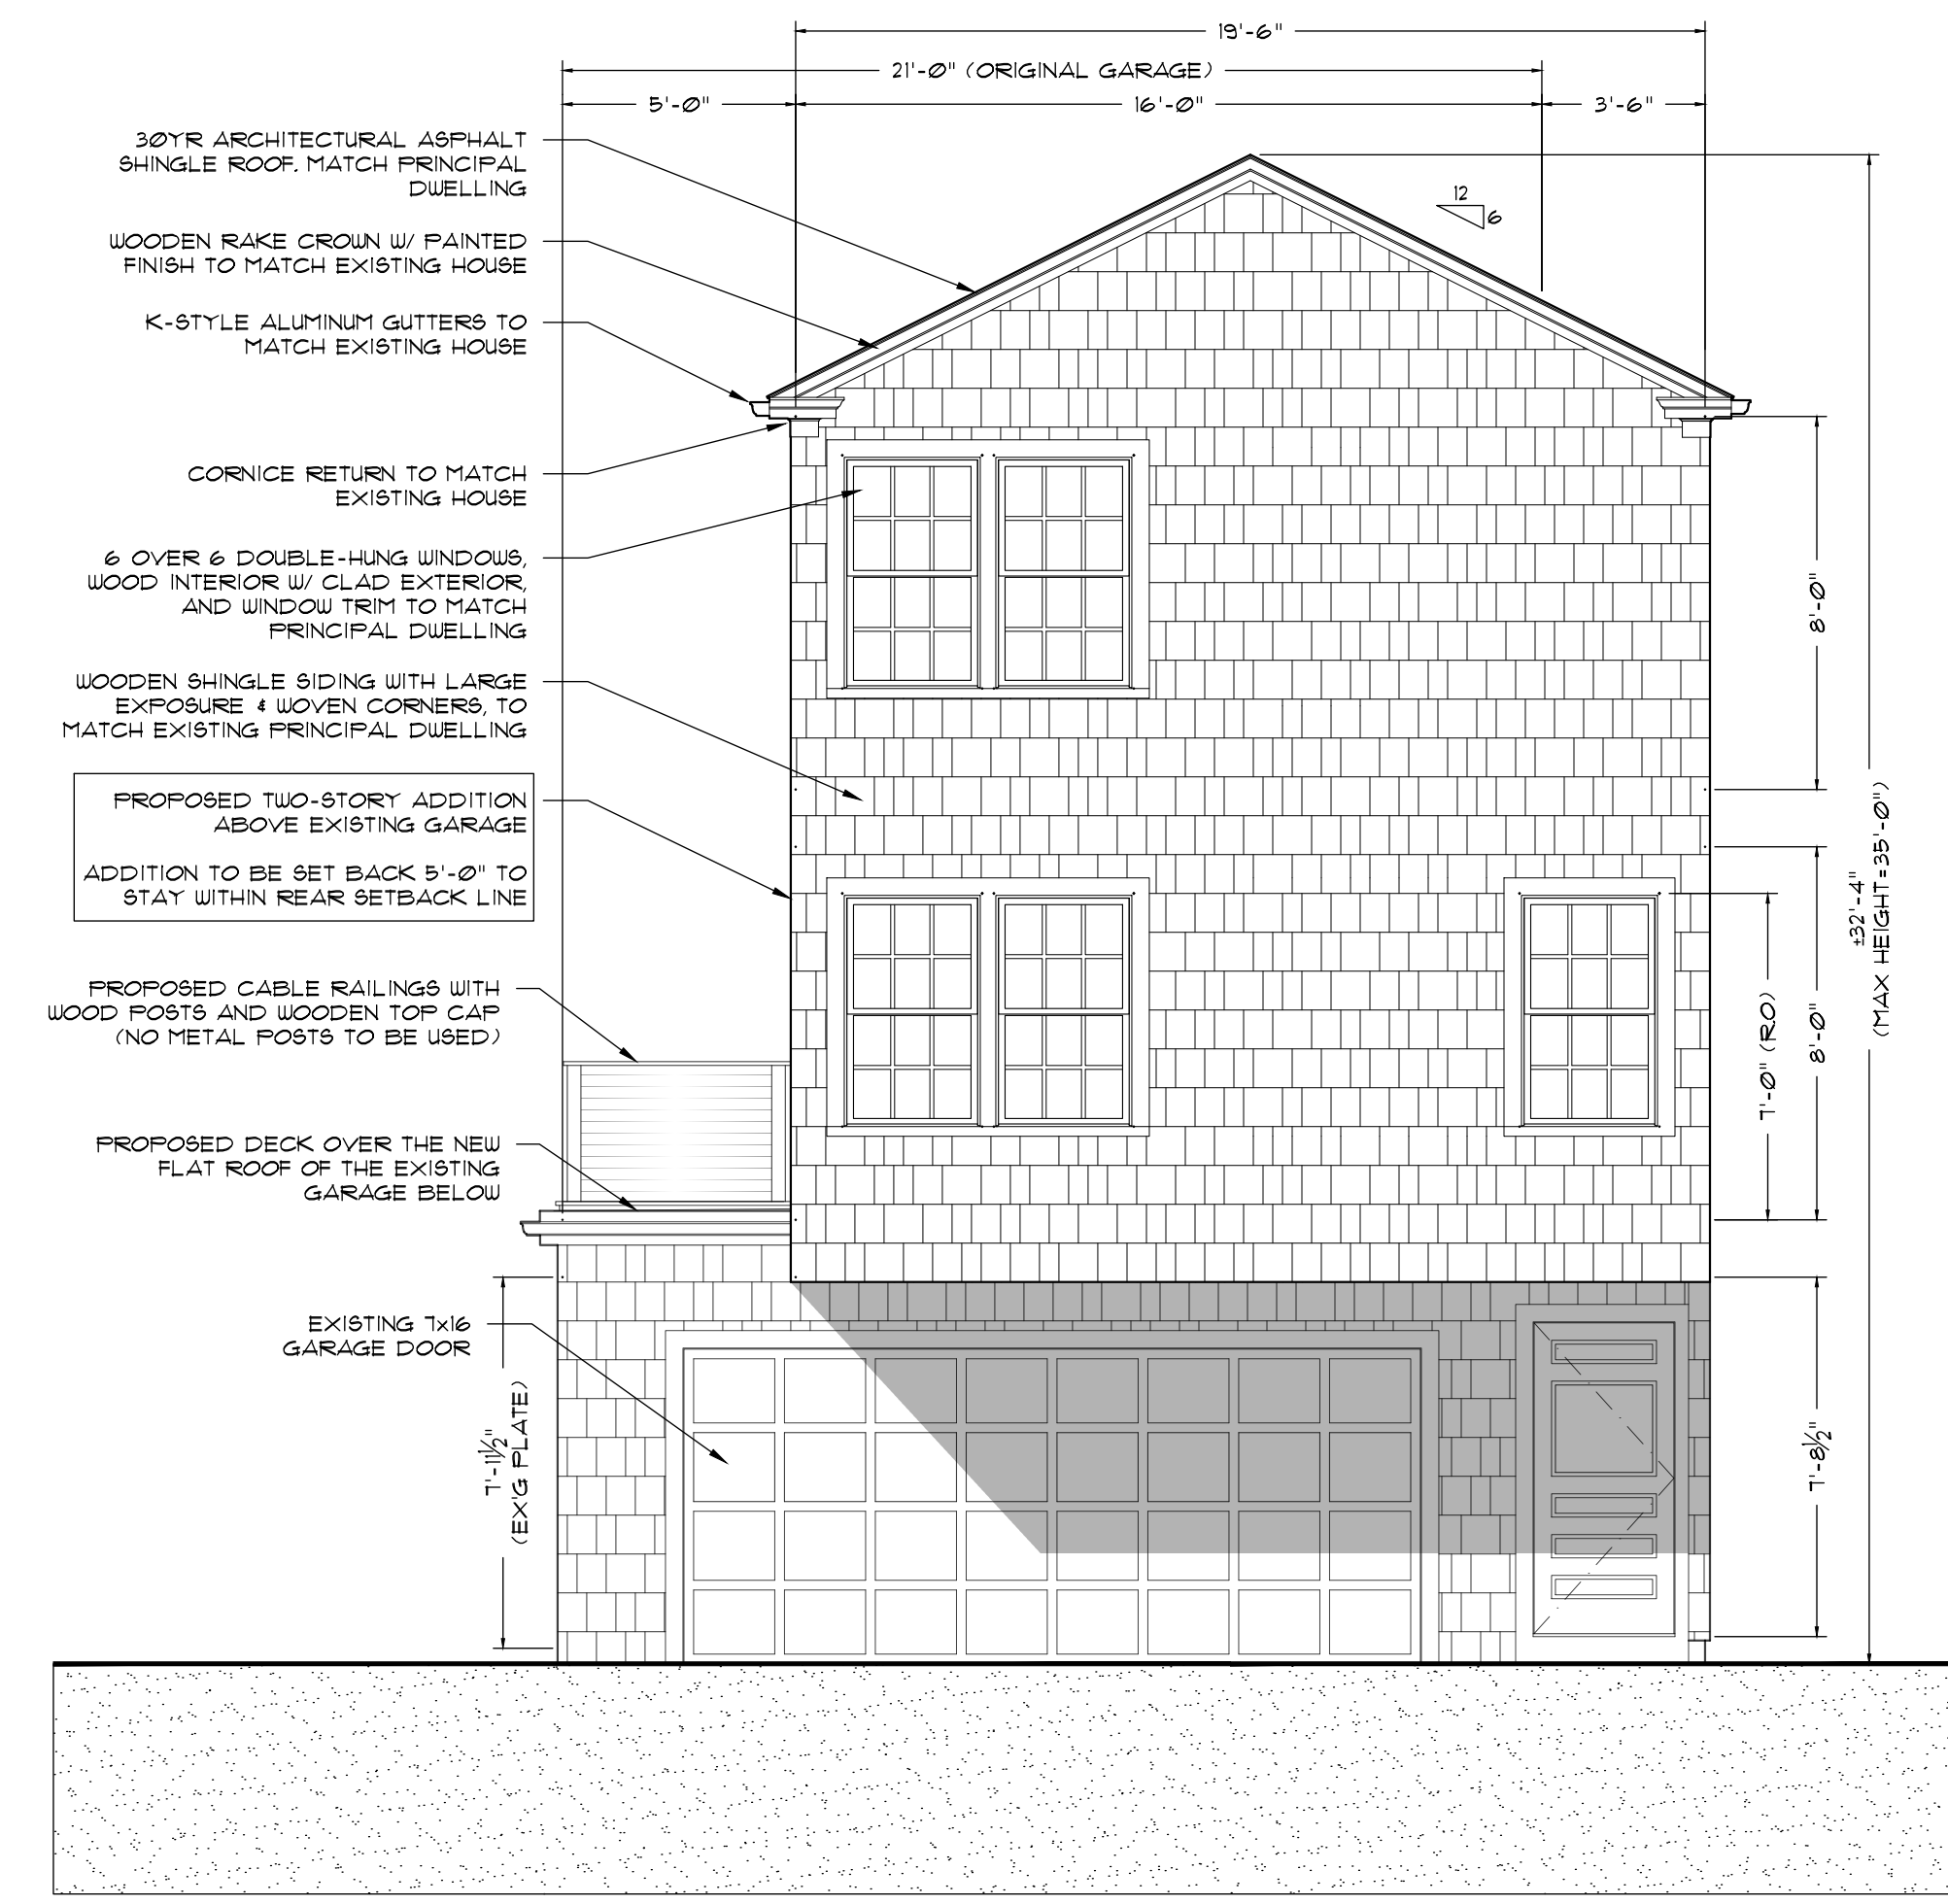 19'-6"
21'-0" (ORIGINAL GARAGE)
5'-0"
16'-0"
3'-6"
30YR ARCHITECTURAL ASPHALT
SHINGLE ROOF. MATCH PRINCIPAL
DWELLING
12
6
WOODEN RAKE CROWN W/ PAINTED
FINISH TO MATCH EXISTING HOUSE
K-STYLE ALUMINUM GUTTERS TO
MATCH EXISTING HOUSE
CORNICE RETURN TO MATCH
EXISTING HOUSE
6 OVER 6 DOUBLE-HUNG WINDOWS,
WOOD INTERIOR W/ CLAD EXTERIOR,
AND WINDOW TRIM TO MATCH
PRINCIPAL DWELLING
8'-0"
WOODEN SHINGLE SIDING WITH LARGE
EXPOSURE & WOVEN CORNERS, TO
MATCH EXISTING PRINCIPAL DWELLING
PROPOSED TWO-STORY ADDITION
ABOVE EXISTING GARAGE
ADDITION TO BE SET BACK 5'-0" TO
STAY WITHIN REAR SETBACK LINE
±32'-4"
(MAX HEIGHT=35'-0")
PROPOSED CABLE RAILINGS WITH
WOOD POSTS AND WOODEN TOP CAP
(NO METAL POSTS TO BE USED)
7'-0" (R.O)
8'-0"
PROPOSED DECK OVER THE NEW
FLAT ROOF OF THE EXISTING
GARAGE BELOW
EXISTING 7x16
GARAGE DOOR
7'-11½"
(EX'G PLATE)
7'-8½"